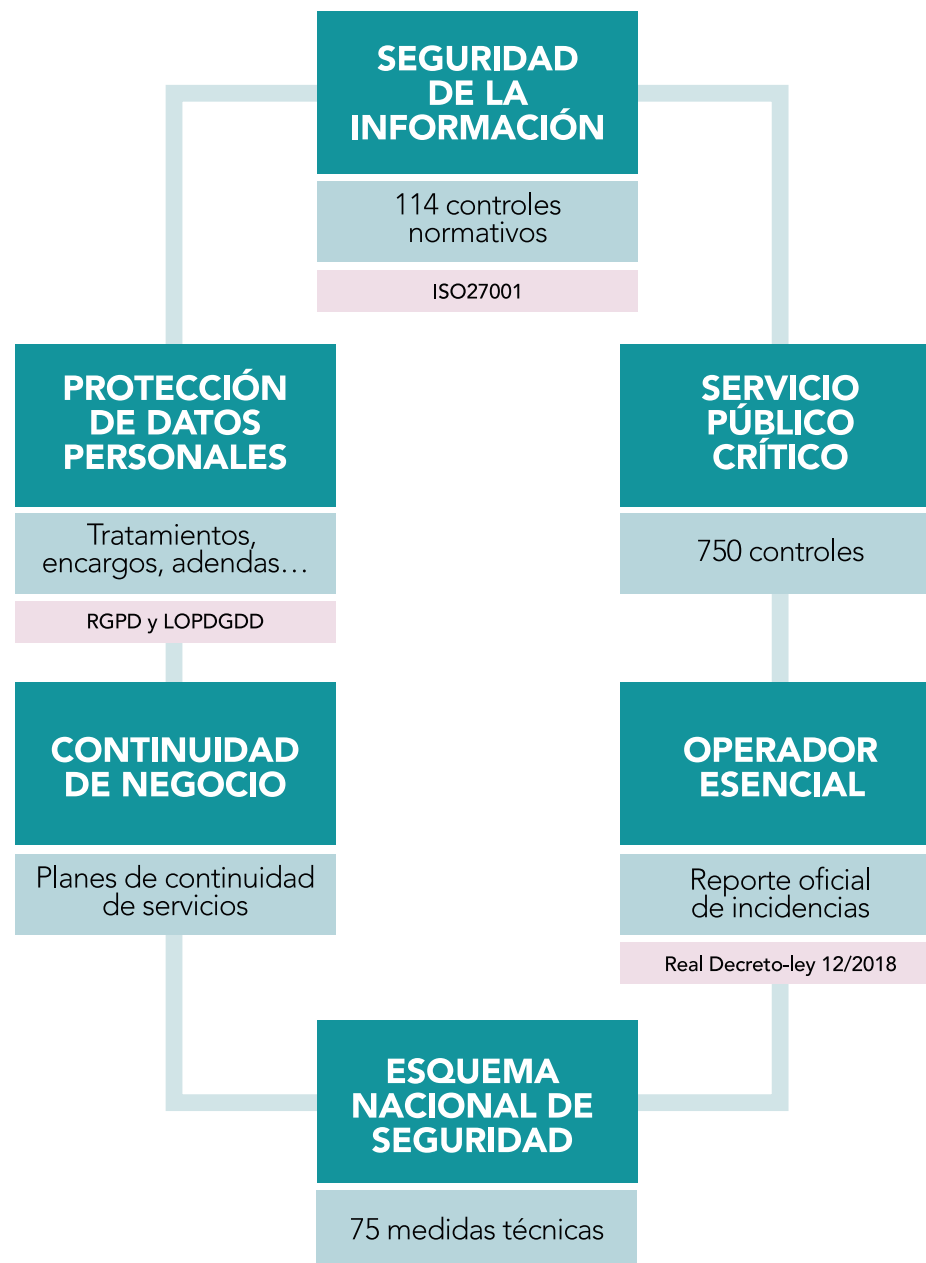 SEGURIDAD
DE LA
INFORMACIÓN
114 controles
normativos
ISO27001
PROTECCIÓN
DE DATOS
PERSONALES
Tratamientos,
encargos, adendas…
RGPD y LOPDGDD
SERVICIO
PÚBLICO
CRÍTICO
750 controles
CONTINUIDAD
DE NEGOCIO
Planes de continuidad
de servicios
OPERADOR
ESENCIAL
Reporte oficial
de incidencias
Real Decreto-ley 12/2018
ESQUEMA
NACIONAL DE
SEGURIDAD
75 medidas técnicas